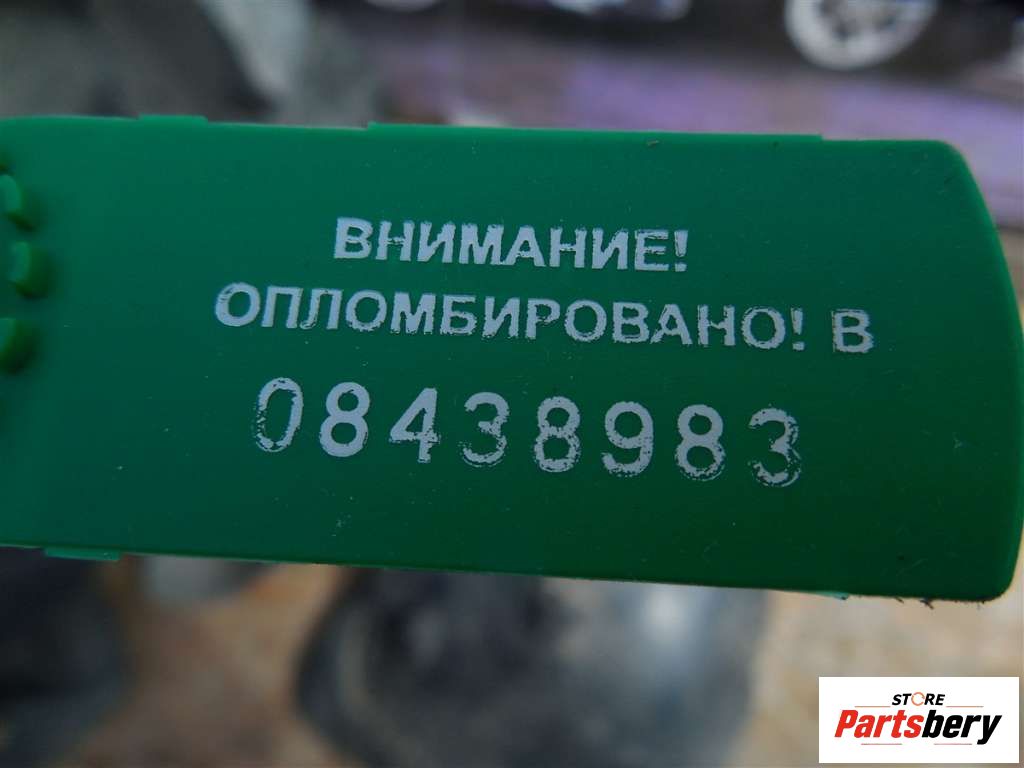 ВНИМАНИЕ!
ОПЛОМБИРОВАНО! В
08438983
STORE
Partsbery